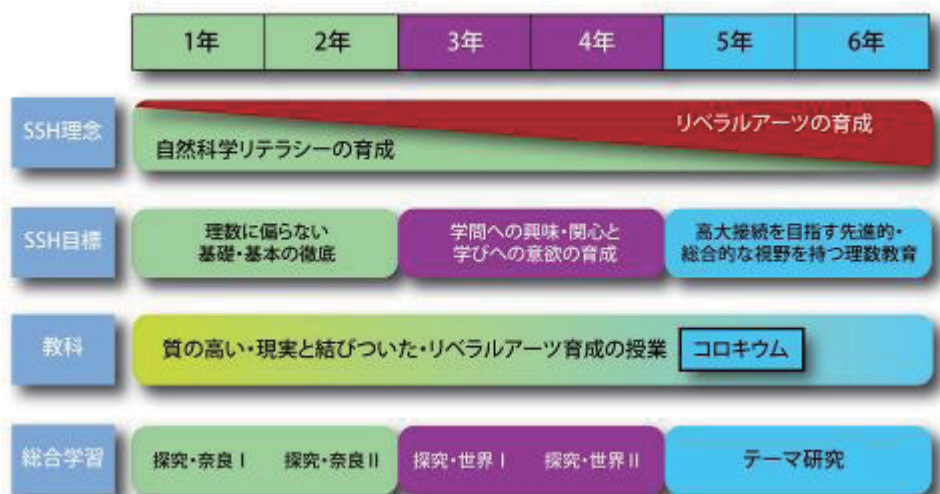 1年 2年 3年 4年 5年 6年
SSH理念
リベラルアーツの育成
自然科学リテラシーの育成
SSH目標
理数に偏らない
基礎・基本の徹底
学問への興味・関心と
学びへの意欲の育成
高大接続を目指す先進的・
総合的な視野を持つ理数教育
教科
質の高い・現実と結びついた・リベラルアーツ育成の授業 コロキウム
総合学習
探究・奈良Ⅰ 探究・奈良Ⅱ 探究・世界Ⅰ 探究・世界Ⅱ テーマ研究